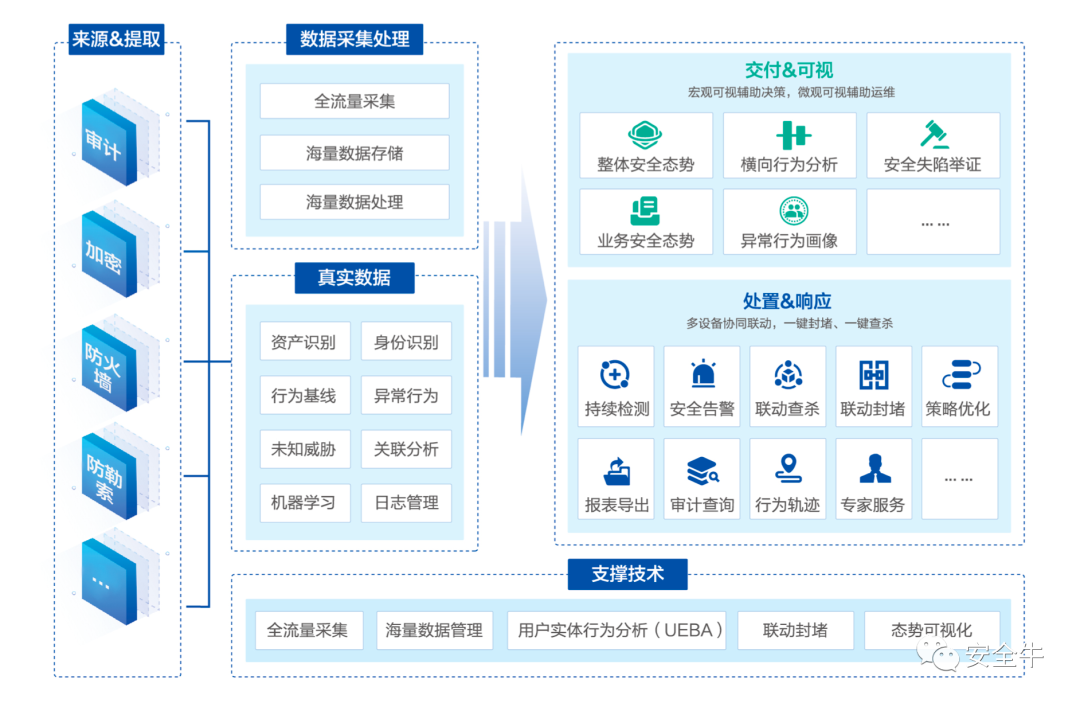 来源&提取
审计
加密
防火
墙
防勒
索
...
数据采集处理
全流量采集
海量数据存储
海量数据处理
真实数据
资产识别
身份识别
行为基线
异常行为
未知威胁
关联分析
机器学习
日志管理
交付&可视
宏观可视辅助决策，微观可视辅助运维
整体安全态势
横向行为分析
安全失陷举证
业务安全态势
异常行为画像
... ...
处置&响应
多设备协同联动，一键封堵、一键查杀
持续检测
安全告警
联动查杀
联动封堵
策略优化
报表导出
审计查询
行为轨迹
专家服务
... ...
支撑技术
全流量采集
海量数据管理
用户实体行为分析（UEBA）
联动封堵
态势可视化
安全牛